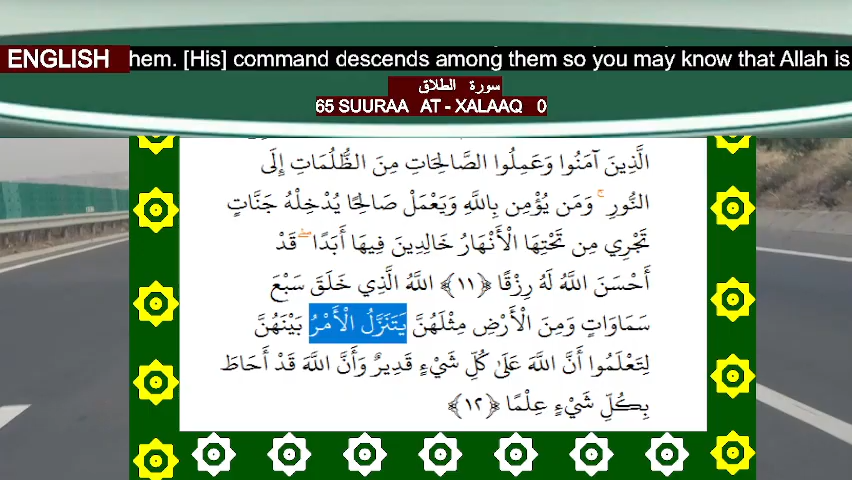 ENGLISH hem. [His] command descends among them so you may know that Allah is
سورة الطلاق
65 SUURAA AT - XALAAQ 0
الَّذِينَ آمَنُوا وَعَمِلُوا الصَّالِحَاتِ مِنَ الظُّلُمَاتِ إِلَى
النُّورِ ۚ وَمَن يُؤْمِن بِاللَّهِ وَيَعْمَلْ صَالِحًا يُدْخِلْهُ جَنَّاتٍ
تَجْرِي مِن تَحْتِهَا الْأَنْهَارُ خَالِدِينَ فِيهَا أَبَدًا ۖ قَدْ
أَحْسَنَ اللَّهُ لَهُ رِزْقًا ﴿١١﴾ اللَّهُ الَّذِي خَلَقَ سَبْعَ
سَمَاوَاتٍ وَمِنَ الْأَرْضِ مِثْلَهُنَّ يَتَنَزَّلُ الْأَمْرُ بَيْنَهُنَّ
لِتَعْلَمُوا أَنَّ اللَّهَ عَلَىٰ كُلِّ شَيْءٍ قَدِيرٌ وَأَنَّ اللَّهَ قَدْ أَحَاطَ
بِكُلِّ شَيْءٍ عِلْمًا ﴿١٢﴾